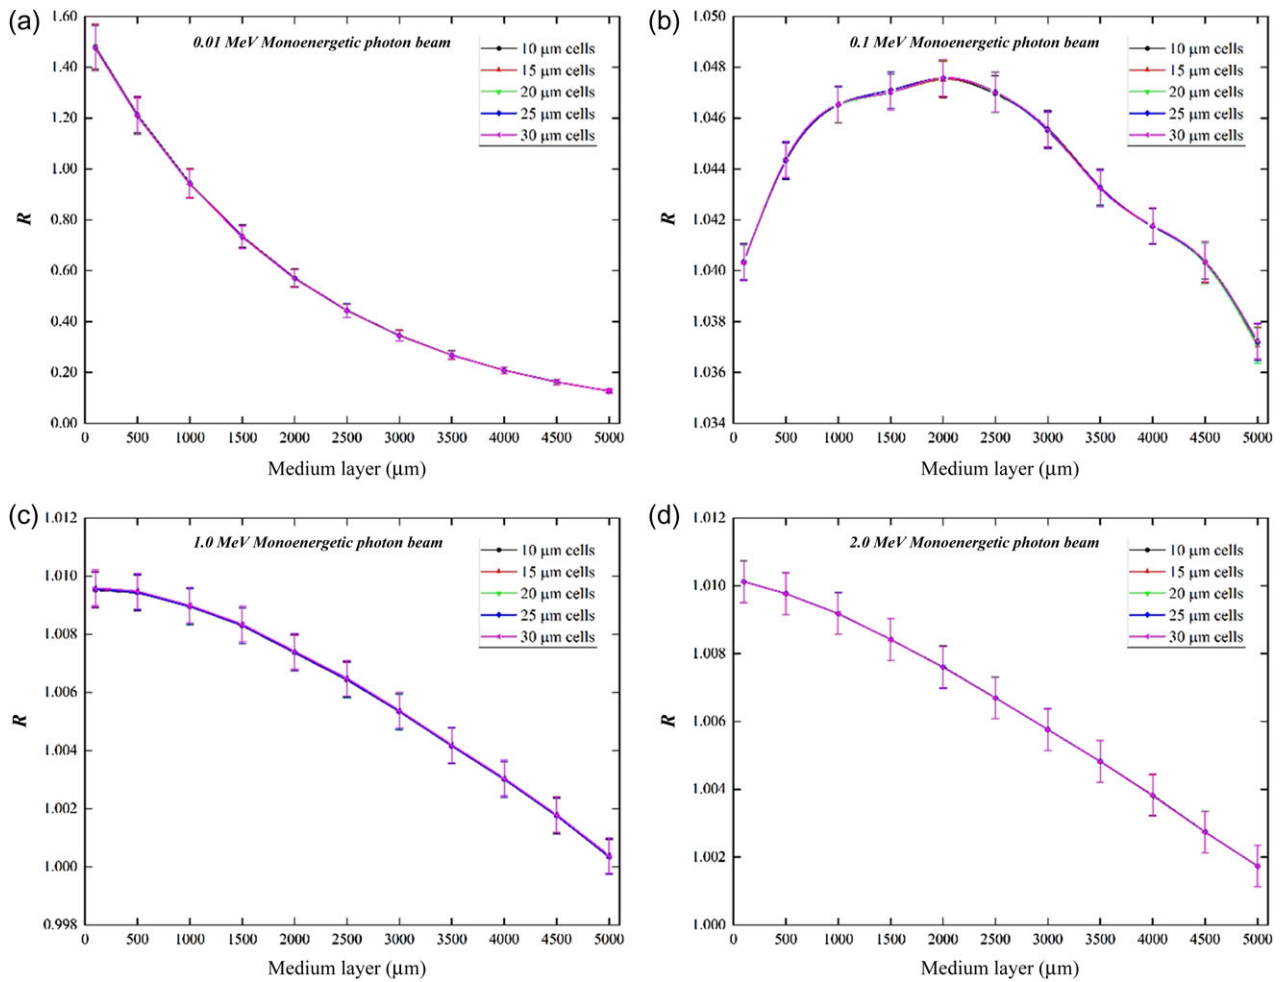 (a)
0.01 MeV Monoenergetic photon beam
10 μm cells
15 μm cells
20 μm cells
25 μm cells
30 μm cells
1.60
1.40
1.20
1.00
0.80
0.60
0.40
0.20
0.00
R
0 500 1000 1500 2000 2500 3000 3500 4000 4500 5000
Medium layer (μm)
(b)
0.1 MeV Monoenergetic photon beam
10 μm cells
15 μm cells
20 μm cells
25 μm cells
30 μm cells
1.050
1.048
1.046
1.044
1.042
1.040
1.038
1.036
1.034
R
0 500 1000 1500 2000 2500 3000 3500 4000 4500 5000
Medium layer (μm)
(c)
1.0 MeV Monoenergetic photon beam
10 μm cells
15 μm cells
20 μm cells
25 μm cells
30 μm cells
1.012
1.010
1.008
1.006
1.004
1.002
1.000
0.998
R
0 500 1000 1500 2000 2500 3000 3500 4000 4500 5000
Medium layer (μm)
(d)
2.0 MeV Monoenergetic photon beam
10 μm cells
15 μm cells
20 μm cells
25 μm cells
30 μm cells
1.012
1.010
1.008
1.006
1.004
1.002
1.000
R
0 500 1000 1500 2000 2500 3000 3500 4000 4500 5000
Medium layer (μm)